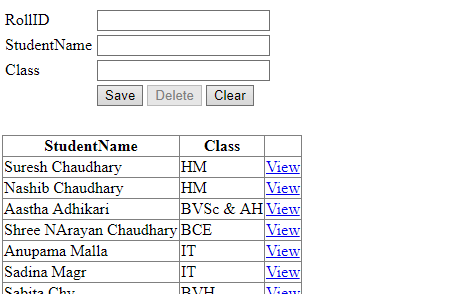 RollID
StudentName
Class
Save Delete Clear
StudentName Class
Suresh Chaudhary HM View
Nashib Chaudhary HM View
Aastha Adhikari BVSc & AH View
Shree NArayan Chaudhary BCE View
Anupama Malla IT View
Sadina Magr IT View
Sabita Chy BVH View